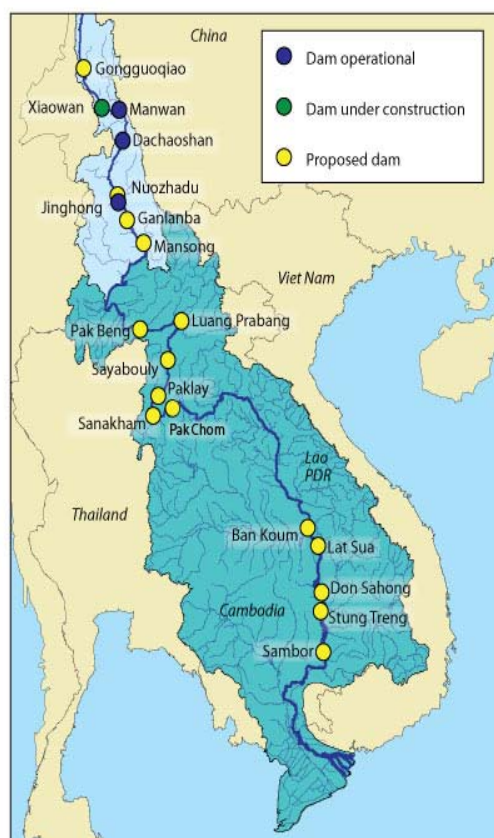 China
Dam operational
Dam under construction
Proposed dam
Gongguoqiao
Xiaowan
Manwan
Dachaoshan
Nuozhadu
Jinghong
Ganlanba
Mansong
Viet Nam
Luang Prabang
Pak Beng
Sayabouly
Paklay
Sanakham
Pak Chom
Lao
PDR
Thailand
Ban Koum
Lat Sua
Don Sahong
Cambodia
Stung Treng
Sambor